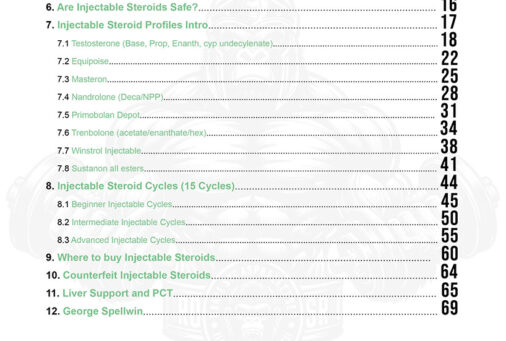 6. Are Injectable Steroids Safe?........ 16
7. Injectable Steroid Profiles Intro........ 17
7.1 Testosterone (Base, Prop, Enanth, cyp undecylenate)........ 18
7.2 Equipoise........ 22
7.3 Masteron........ 25
7.4 Nandrolone (Deca/NPP)........ 28
7.5 Primobolan Depot........ 31
7.6 Trenbolone (acetate/enanthate/hex)........ 34
7.7 Winstrol Injectable........ 38
7.8 Sustanon all esters........ 41
8. Injectable Steroid Cycles (15 Cycles)........ 44
8.1 Beginner Injectable Cycles........ 45
8.2 Intermediate Injectable Cycles........ 50
8.3 Advanced Injectable Cycles........ 55
9. Where to buy Injectable Steroids........ 60
10. Counterfeit Injectable Steroids........ 64
11. Liver Support and PCT........ 65
12. George Spellwin........ 69